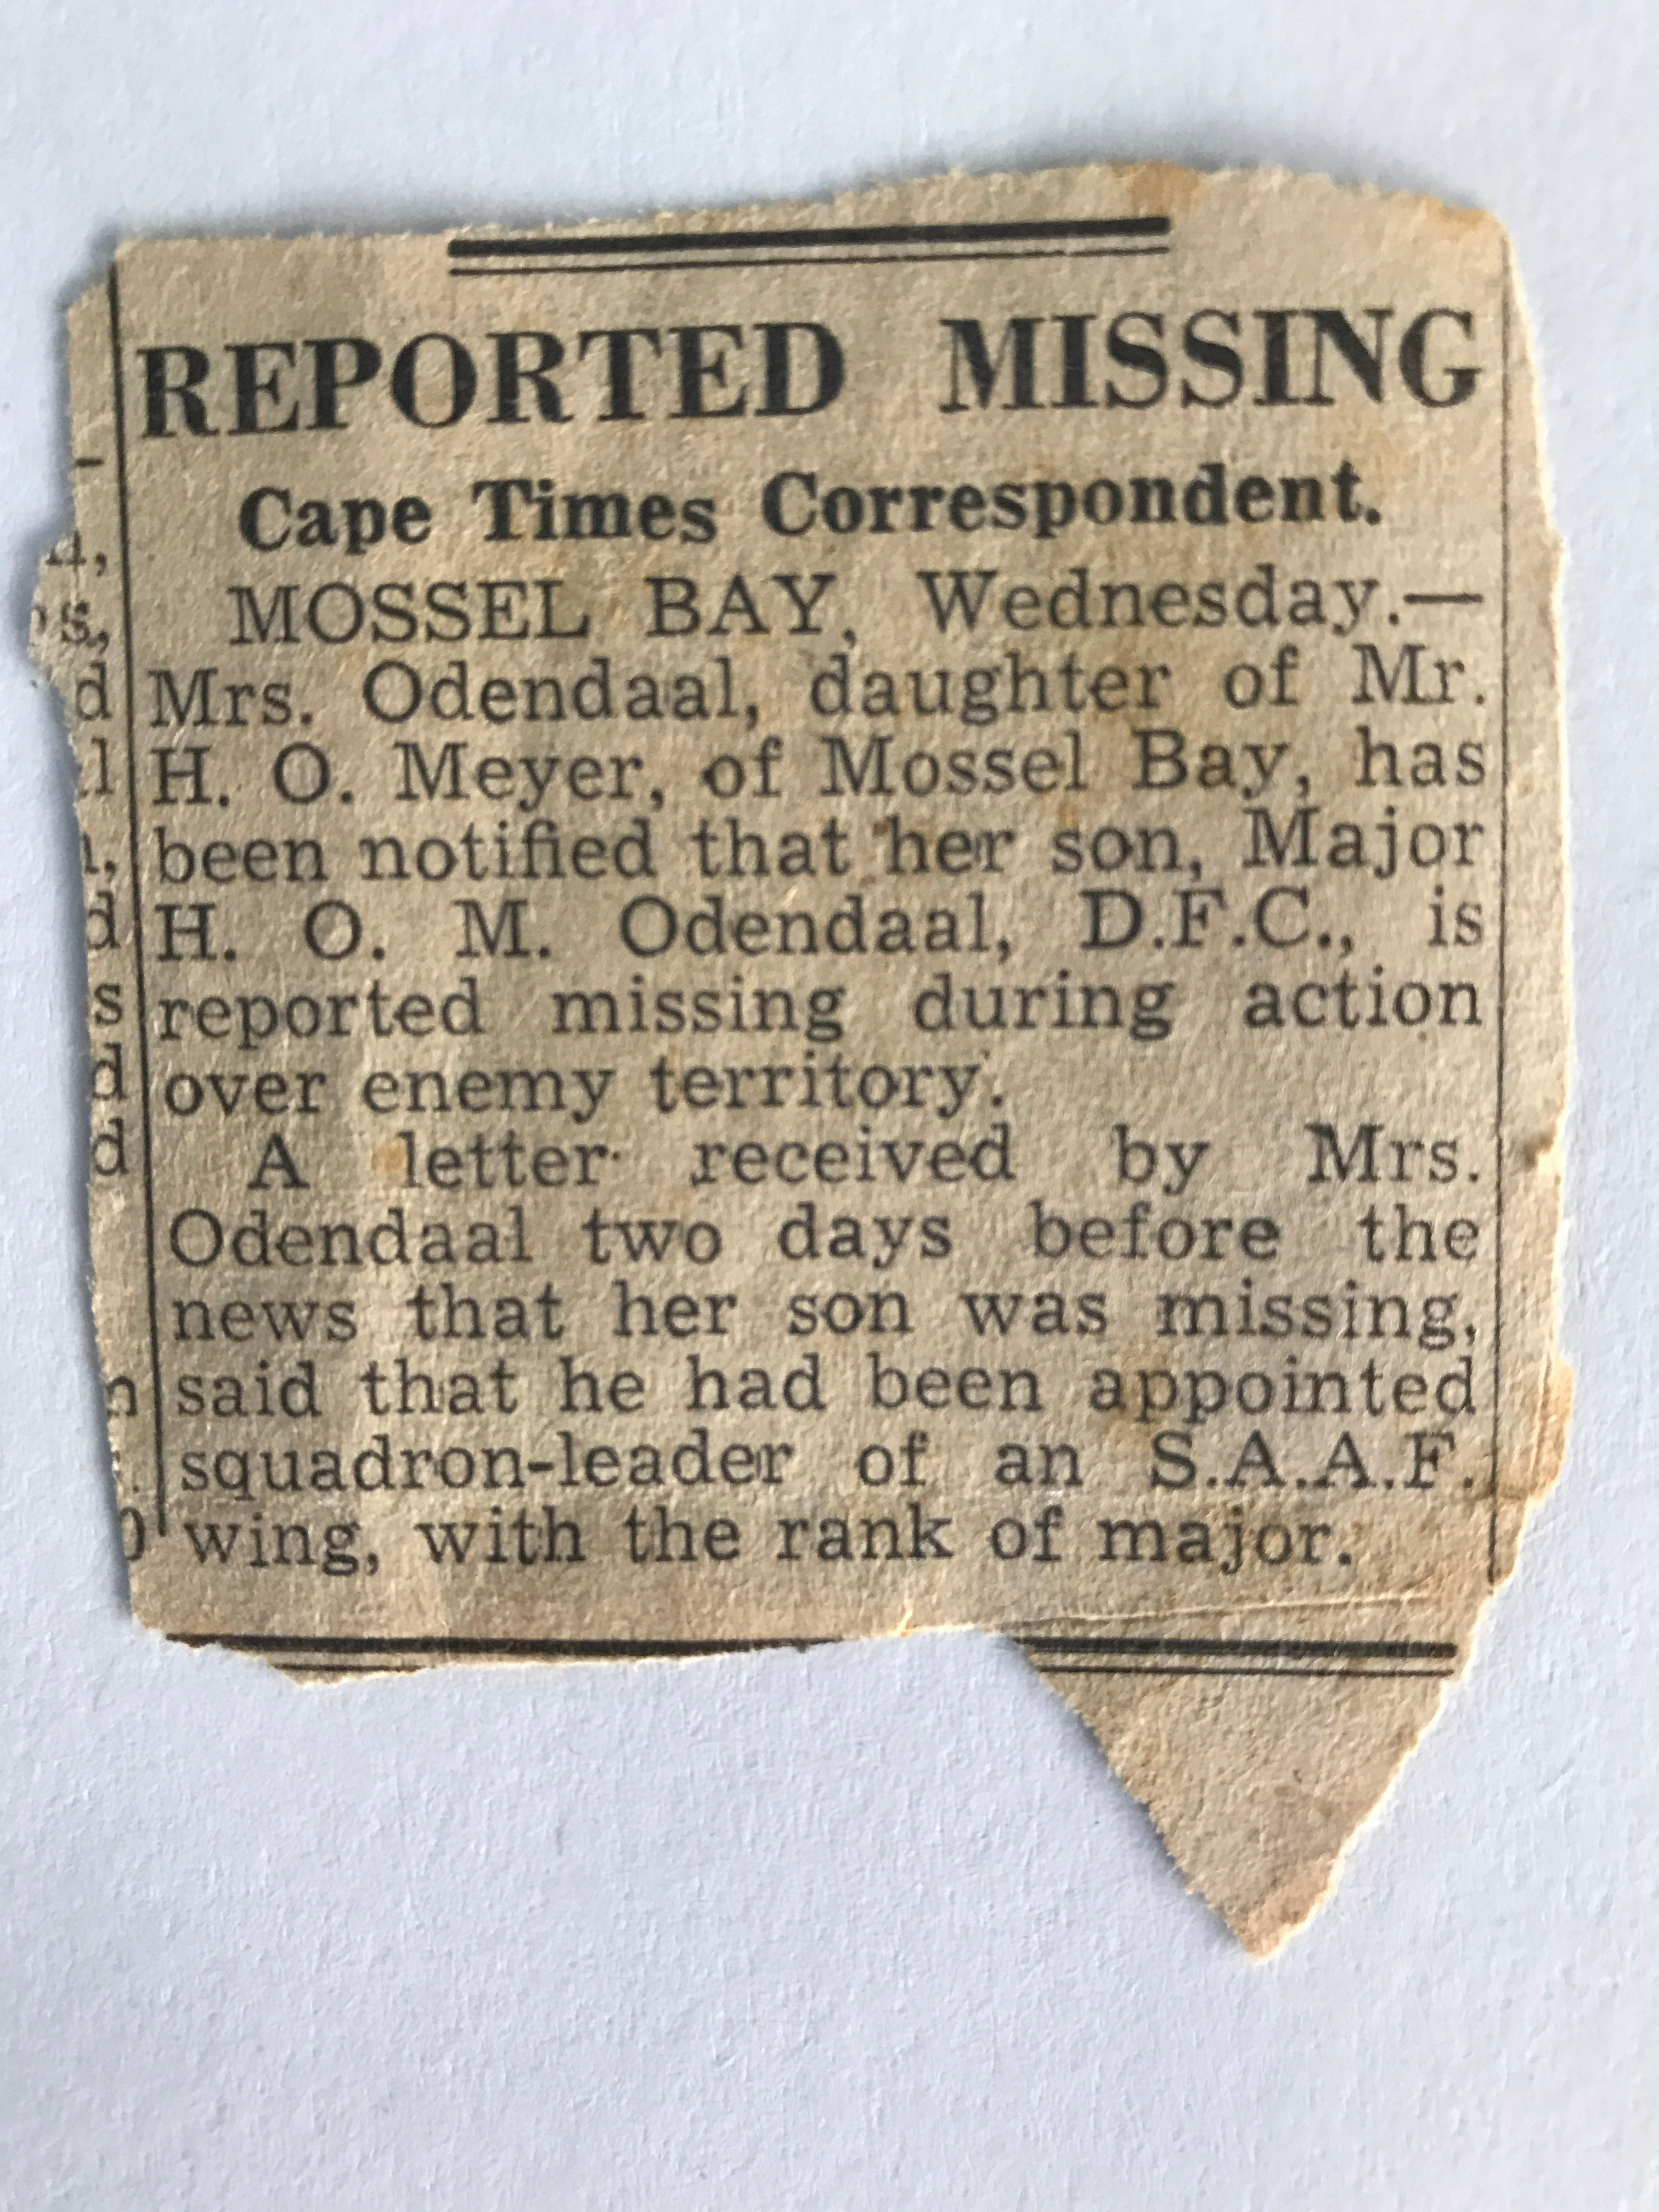 REPORTED MISSING
Cape Times Correspondent.
MOSSEL BAY, Wednesday.—
Mrs. Odendaal, daughter of Mr.
H. O. Meyer, of Mossel Bay, has
been notified that her son, Major
H. O. M. Odendaal, D.F.C., is
reported missing during action
over enemy territory.
A letter received by Mrs.
Odendaal two days before the
news that her son was missing,
said that he had been appointed
squadron-leader of an S.A.A.F.
wing, with the rank of major.